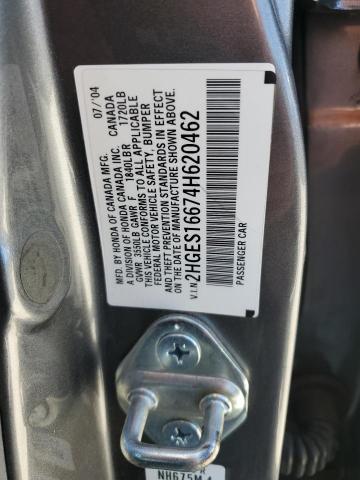 MFD. BY HONDA OF CANADA MFG. 07/'04
A DIVISION OF HONDA CANADA INC. CANADA
GVWR 3550LB GAWR F 1840LB R 1720LB
THIS VEHICLE CONFORMS TO ALL APPLICABLE
FEDERAL MOTOR VEHICLE SAFETY, BUMPER
AND THEFT PREVENTION STANDARDS IN EFFECT
ON THE DATE OF MANUFACTURE SHOWN ABOVE.
V.I.N. 2HGES16674H620462
PASSENGER CAR
NH675M